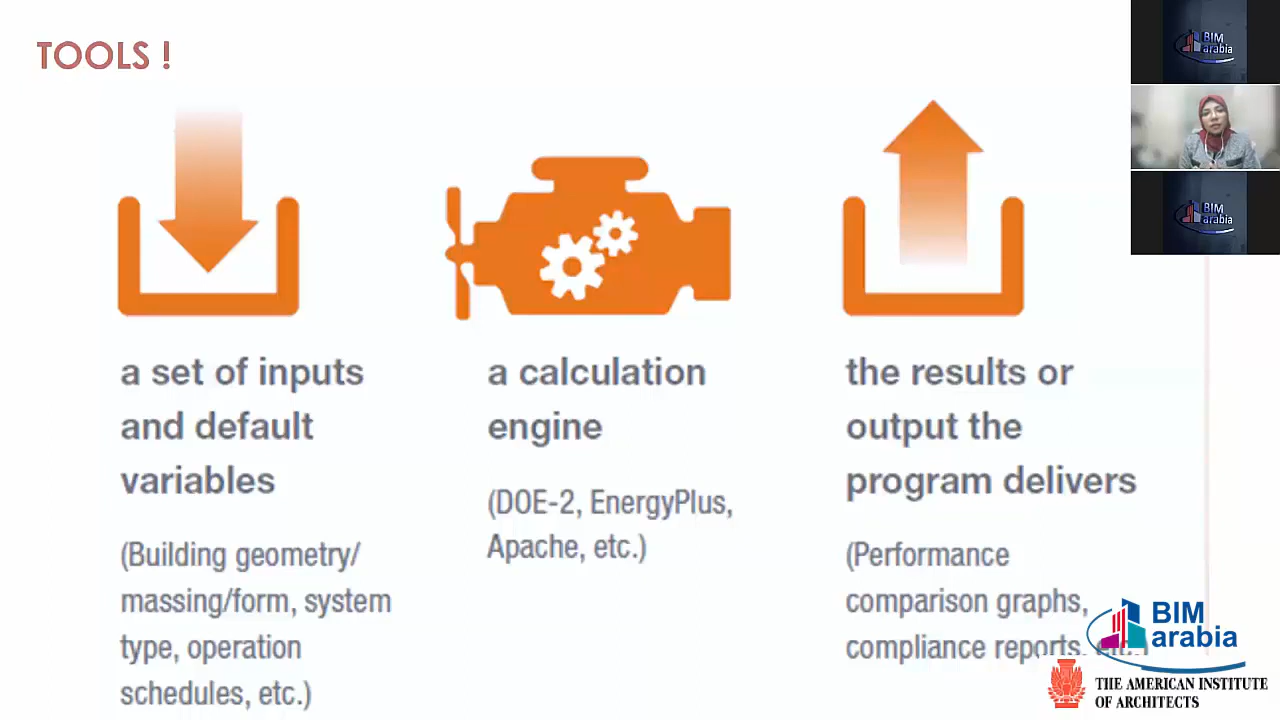 TOOLS !
a set of inputs
and default
variables
(Building geometry/
massing/form, system
type, operation
schedules, etc.)
a calculation
engine
(DOE-2, EnergyPlus,
Apache, etc.)
the results or
output the
program delivers
(Performance
comparison graphs,
compliance reports, etc.)
BIM
arabia
BIM
arabia
BIM
arabia
THE AMERICAN INSTITUTE
OF ARCHITECTS